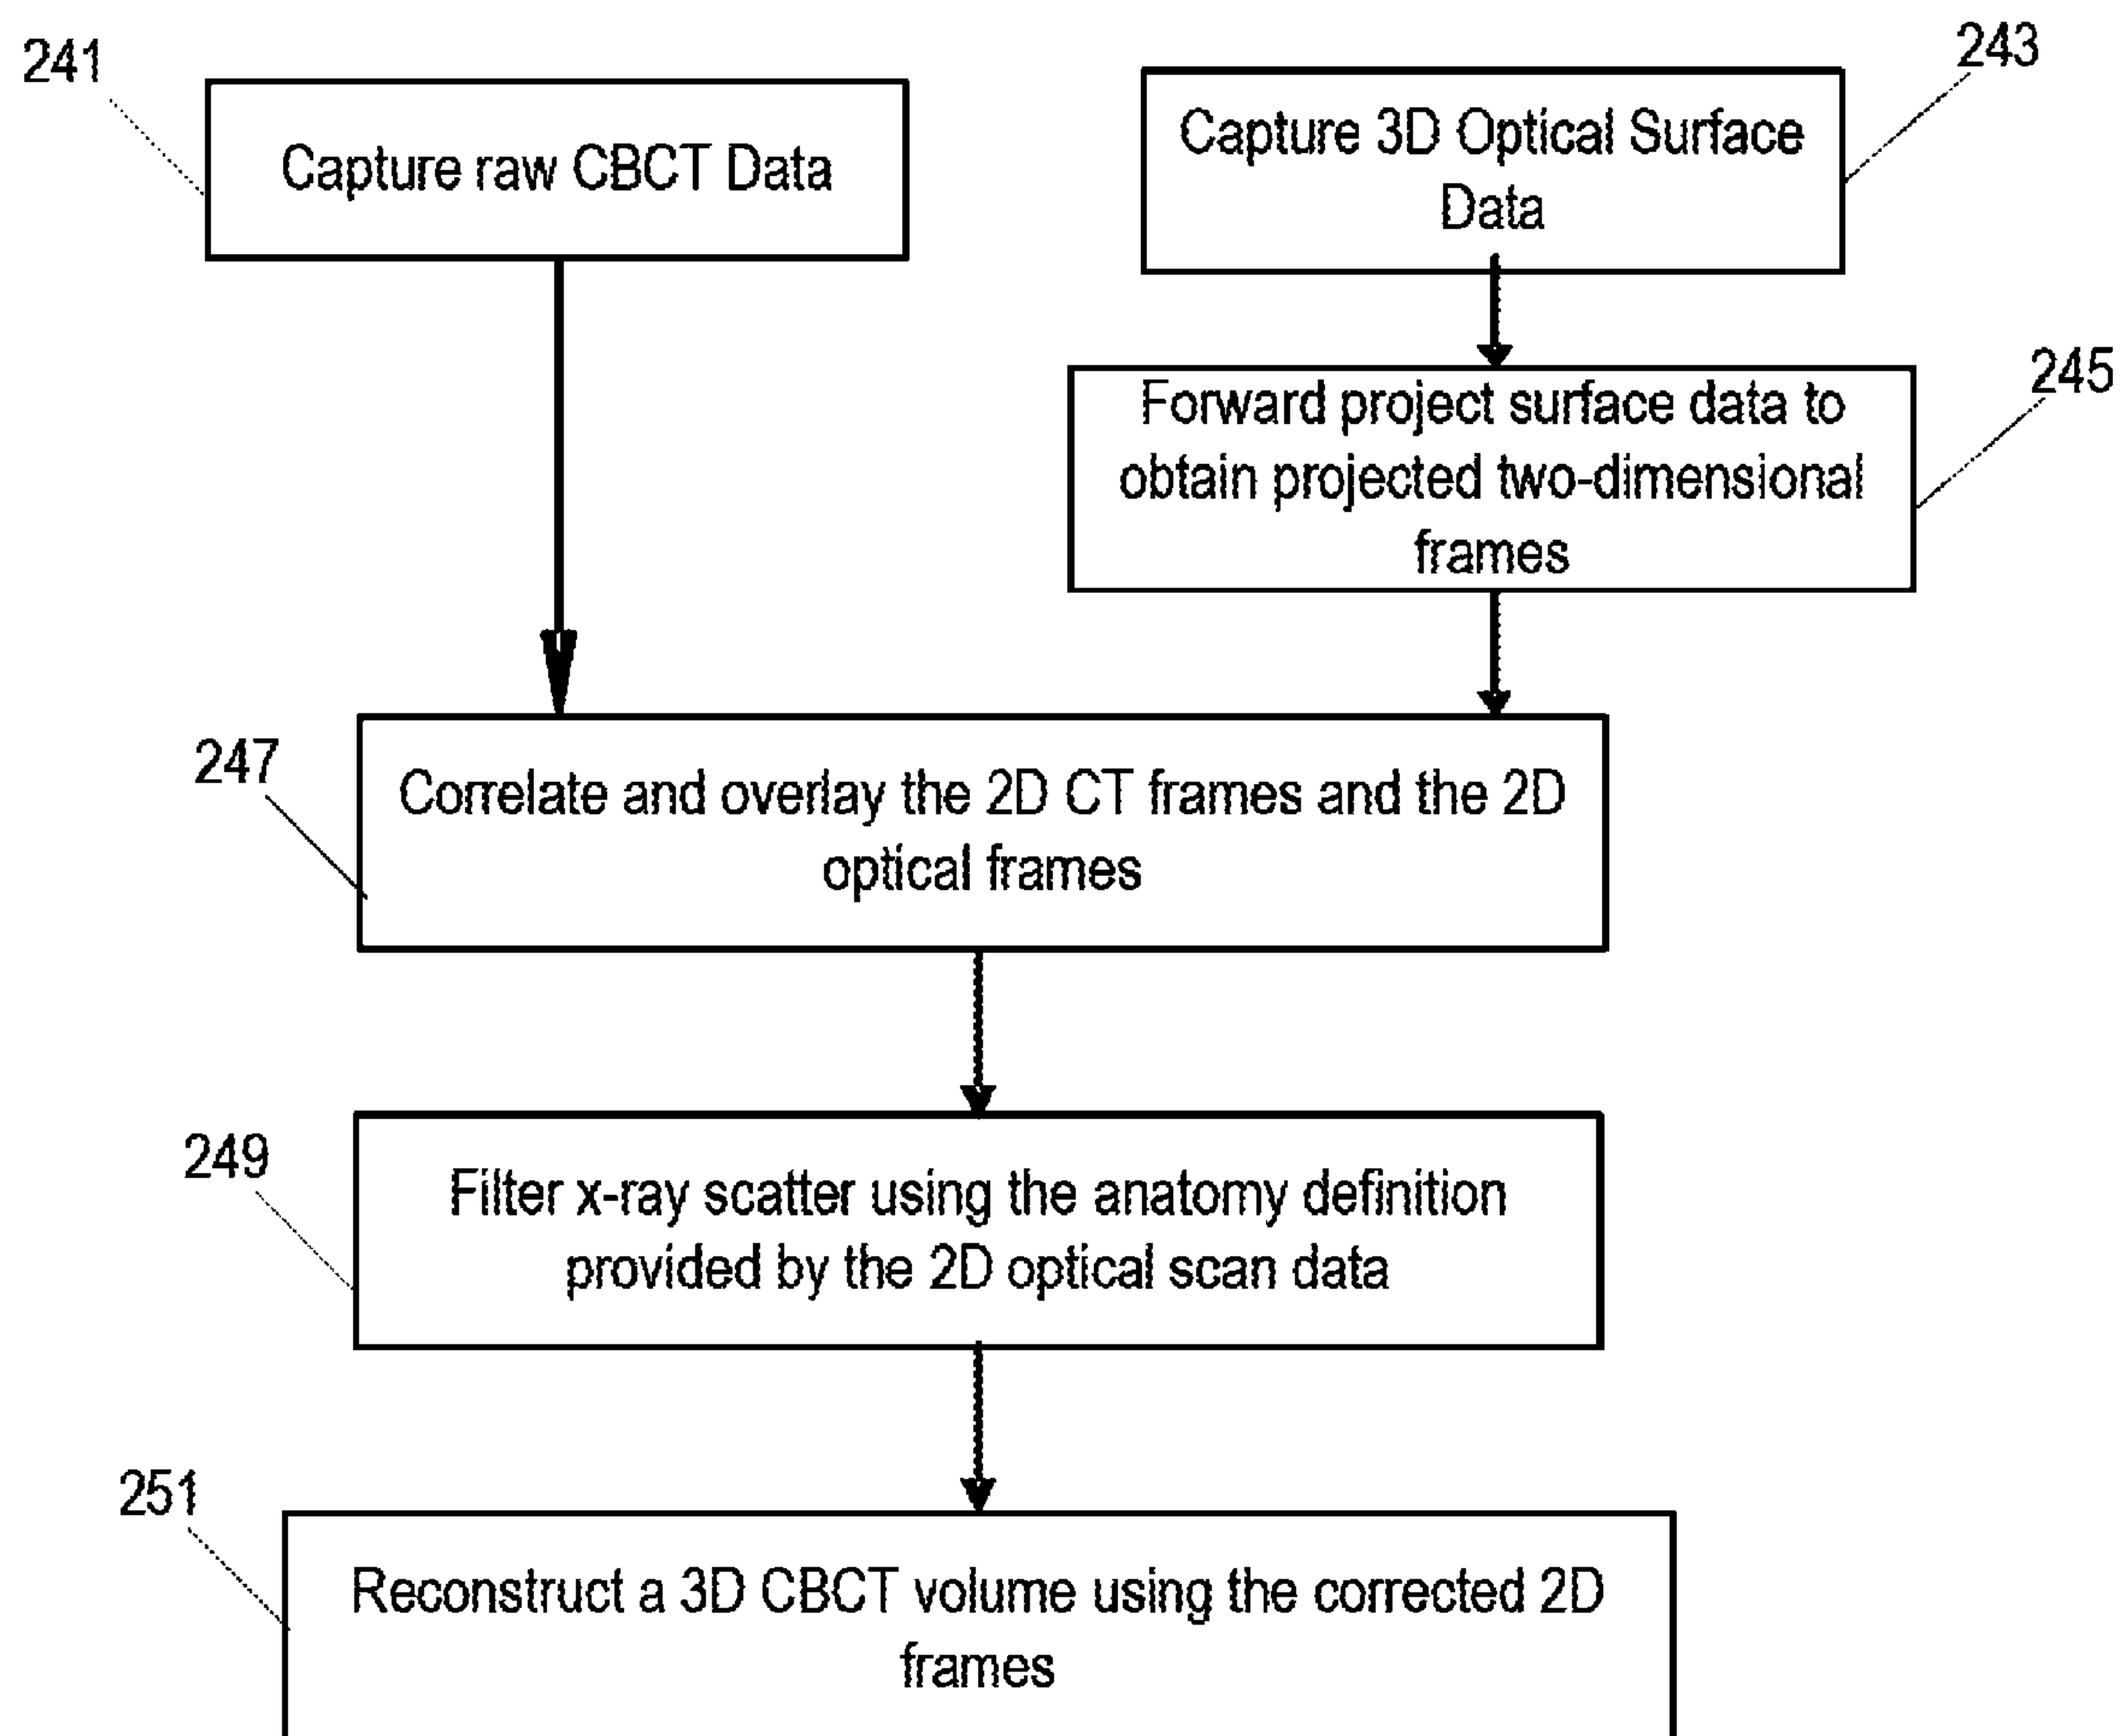 241
Capture raw CBCT Data
243
Capture 3D Optical Surface
Data
245
Forward project surface data to
obtain projected two-dimensional
frames
247
Correlate and overlay the 2D CT frames and the 2D
optical frames
249
Filter x-ray scatter using the anatomy definition
provided by the 2D optical scan data
251
Reconstruct a 3D CBCT volume using the corrected 2D
frames